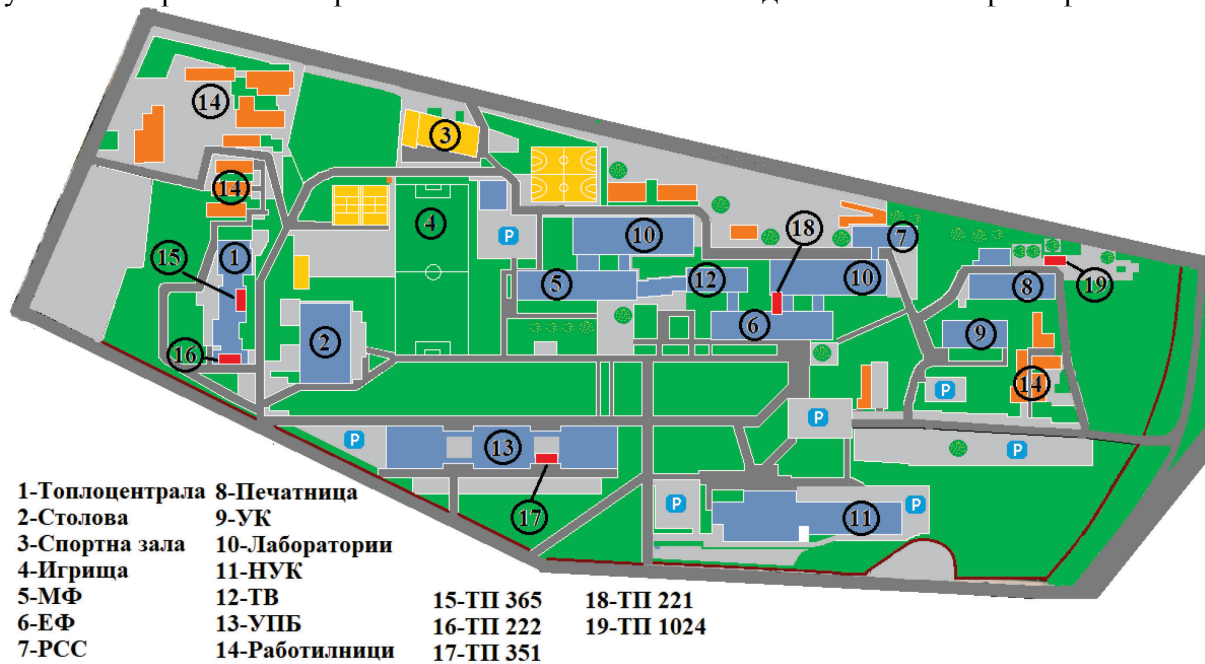 14
3
14
4
P
10
18
7
15
1
5
12
10
19
8
16
2
6
9
14
P
P
P
13
P
17
P
11
P
1-Топлоцентрала 8-Печатница
2-Столова 9-УК
3-Спортна зала 10-Лаборатории
4-Игрища 11-НУК
5-МФ 12-ТВ 15-ТП 365 18-ТП 221
6-ЕФ 13-УПБ 16-ТП 222 19-ТП 1024
7-РСС 14-Работилници 17-ТП 351